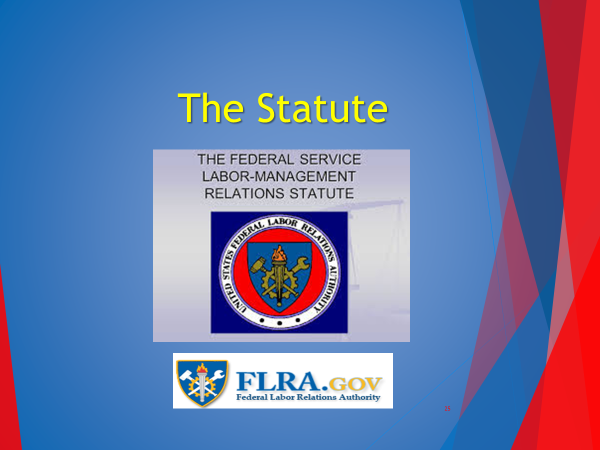 The Statute
THE FEDERAL SERVICE
LABOR-MANAGEMENT
RELATIONS STATUTE
UNITED STATES FEDERAL LABOR RELATIONS AUTHORITY
FLRA.GOV
Federal Labor Relations Authority